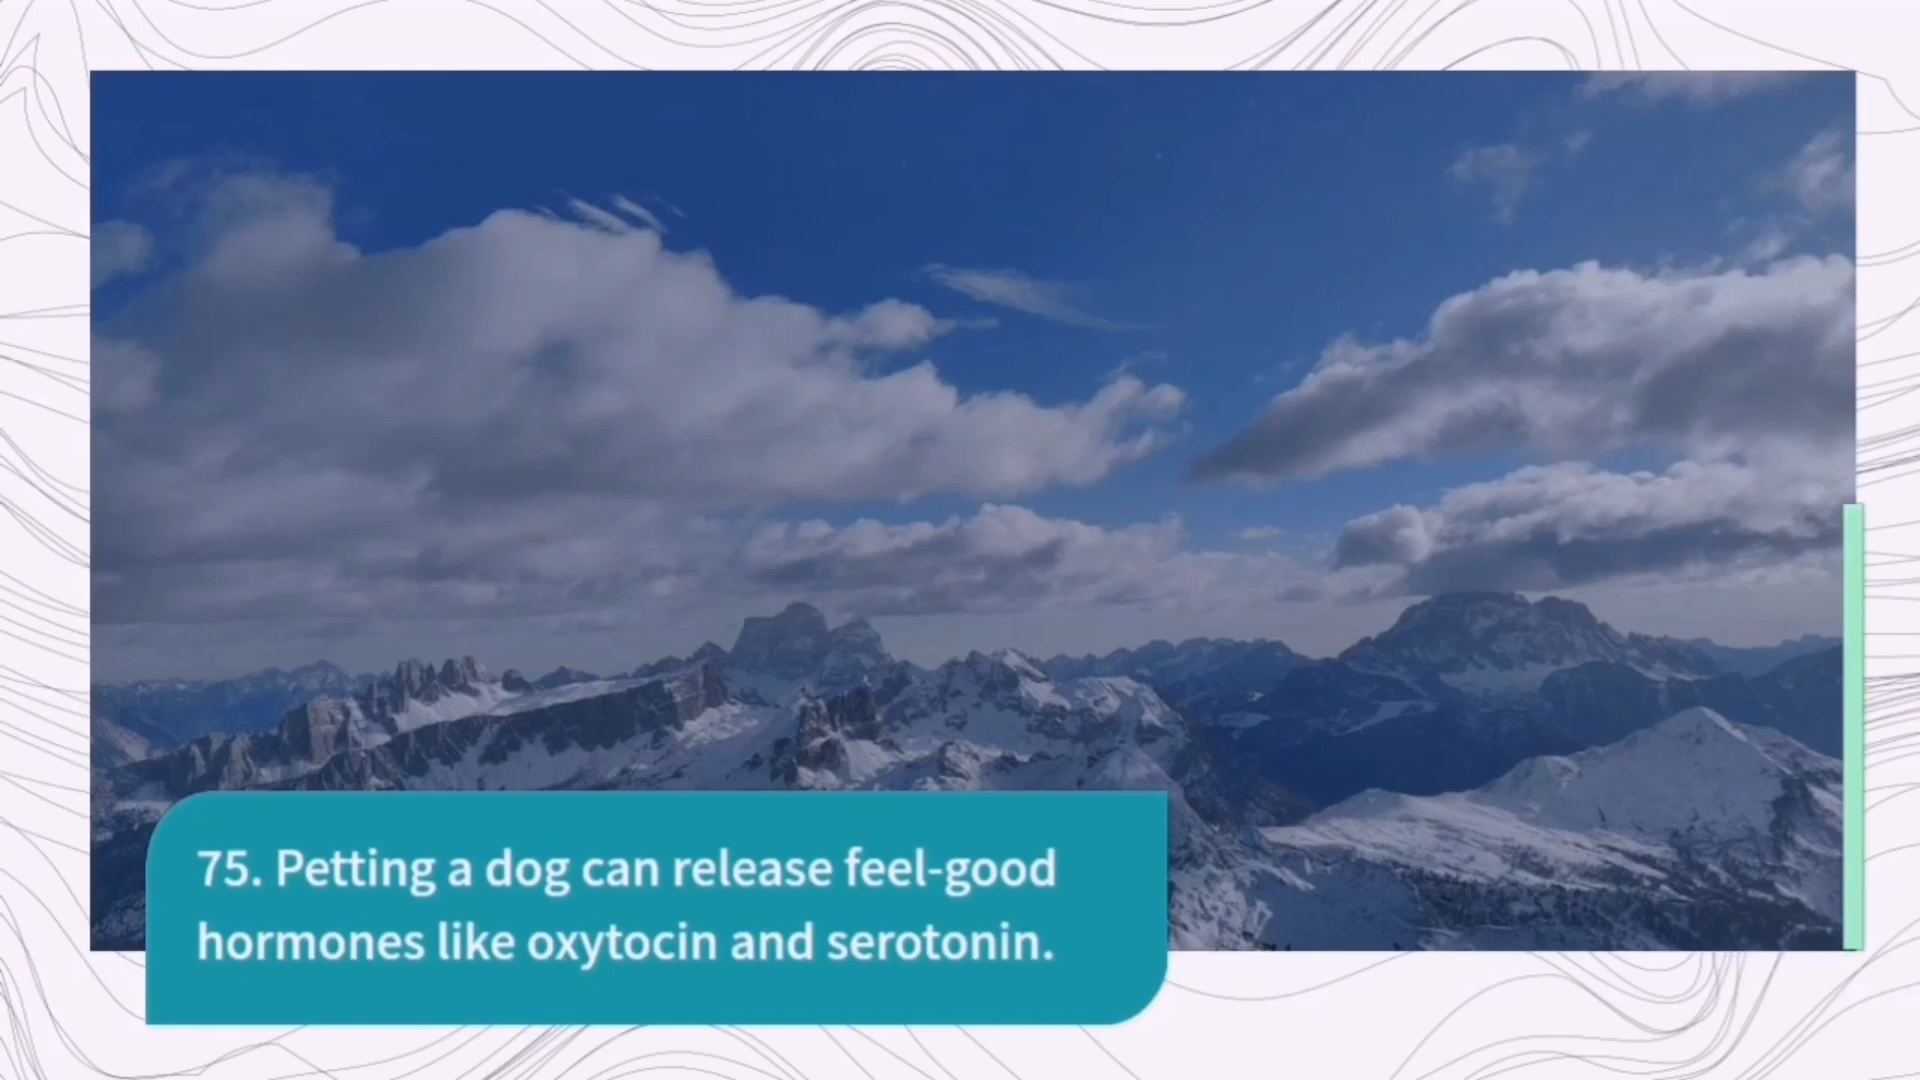 75. Petting a dog can release feel-good
hormones like oxytocin and serotonin.